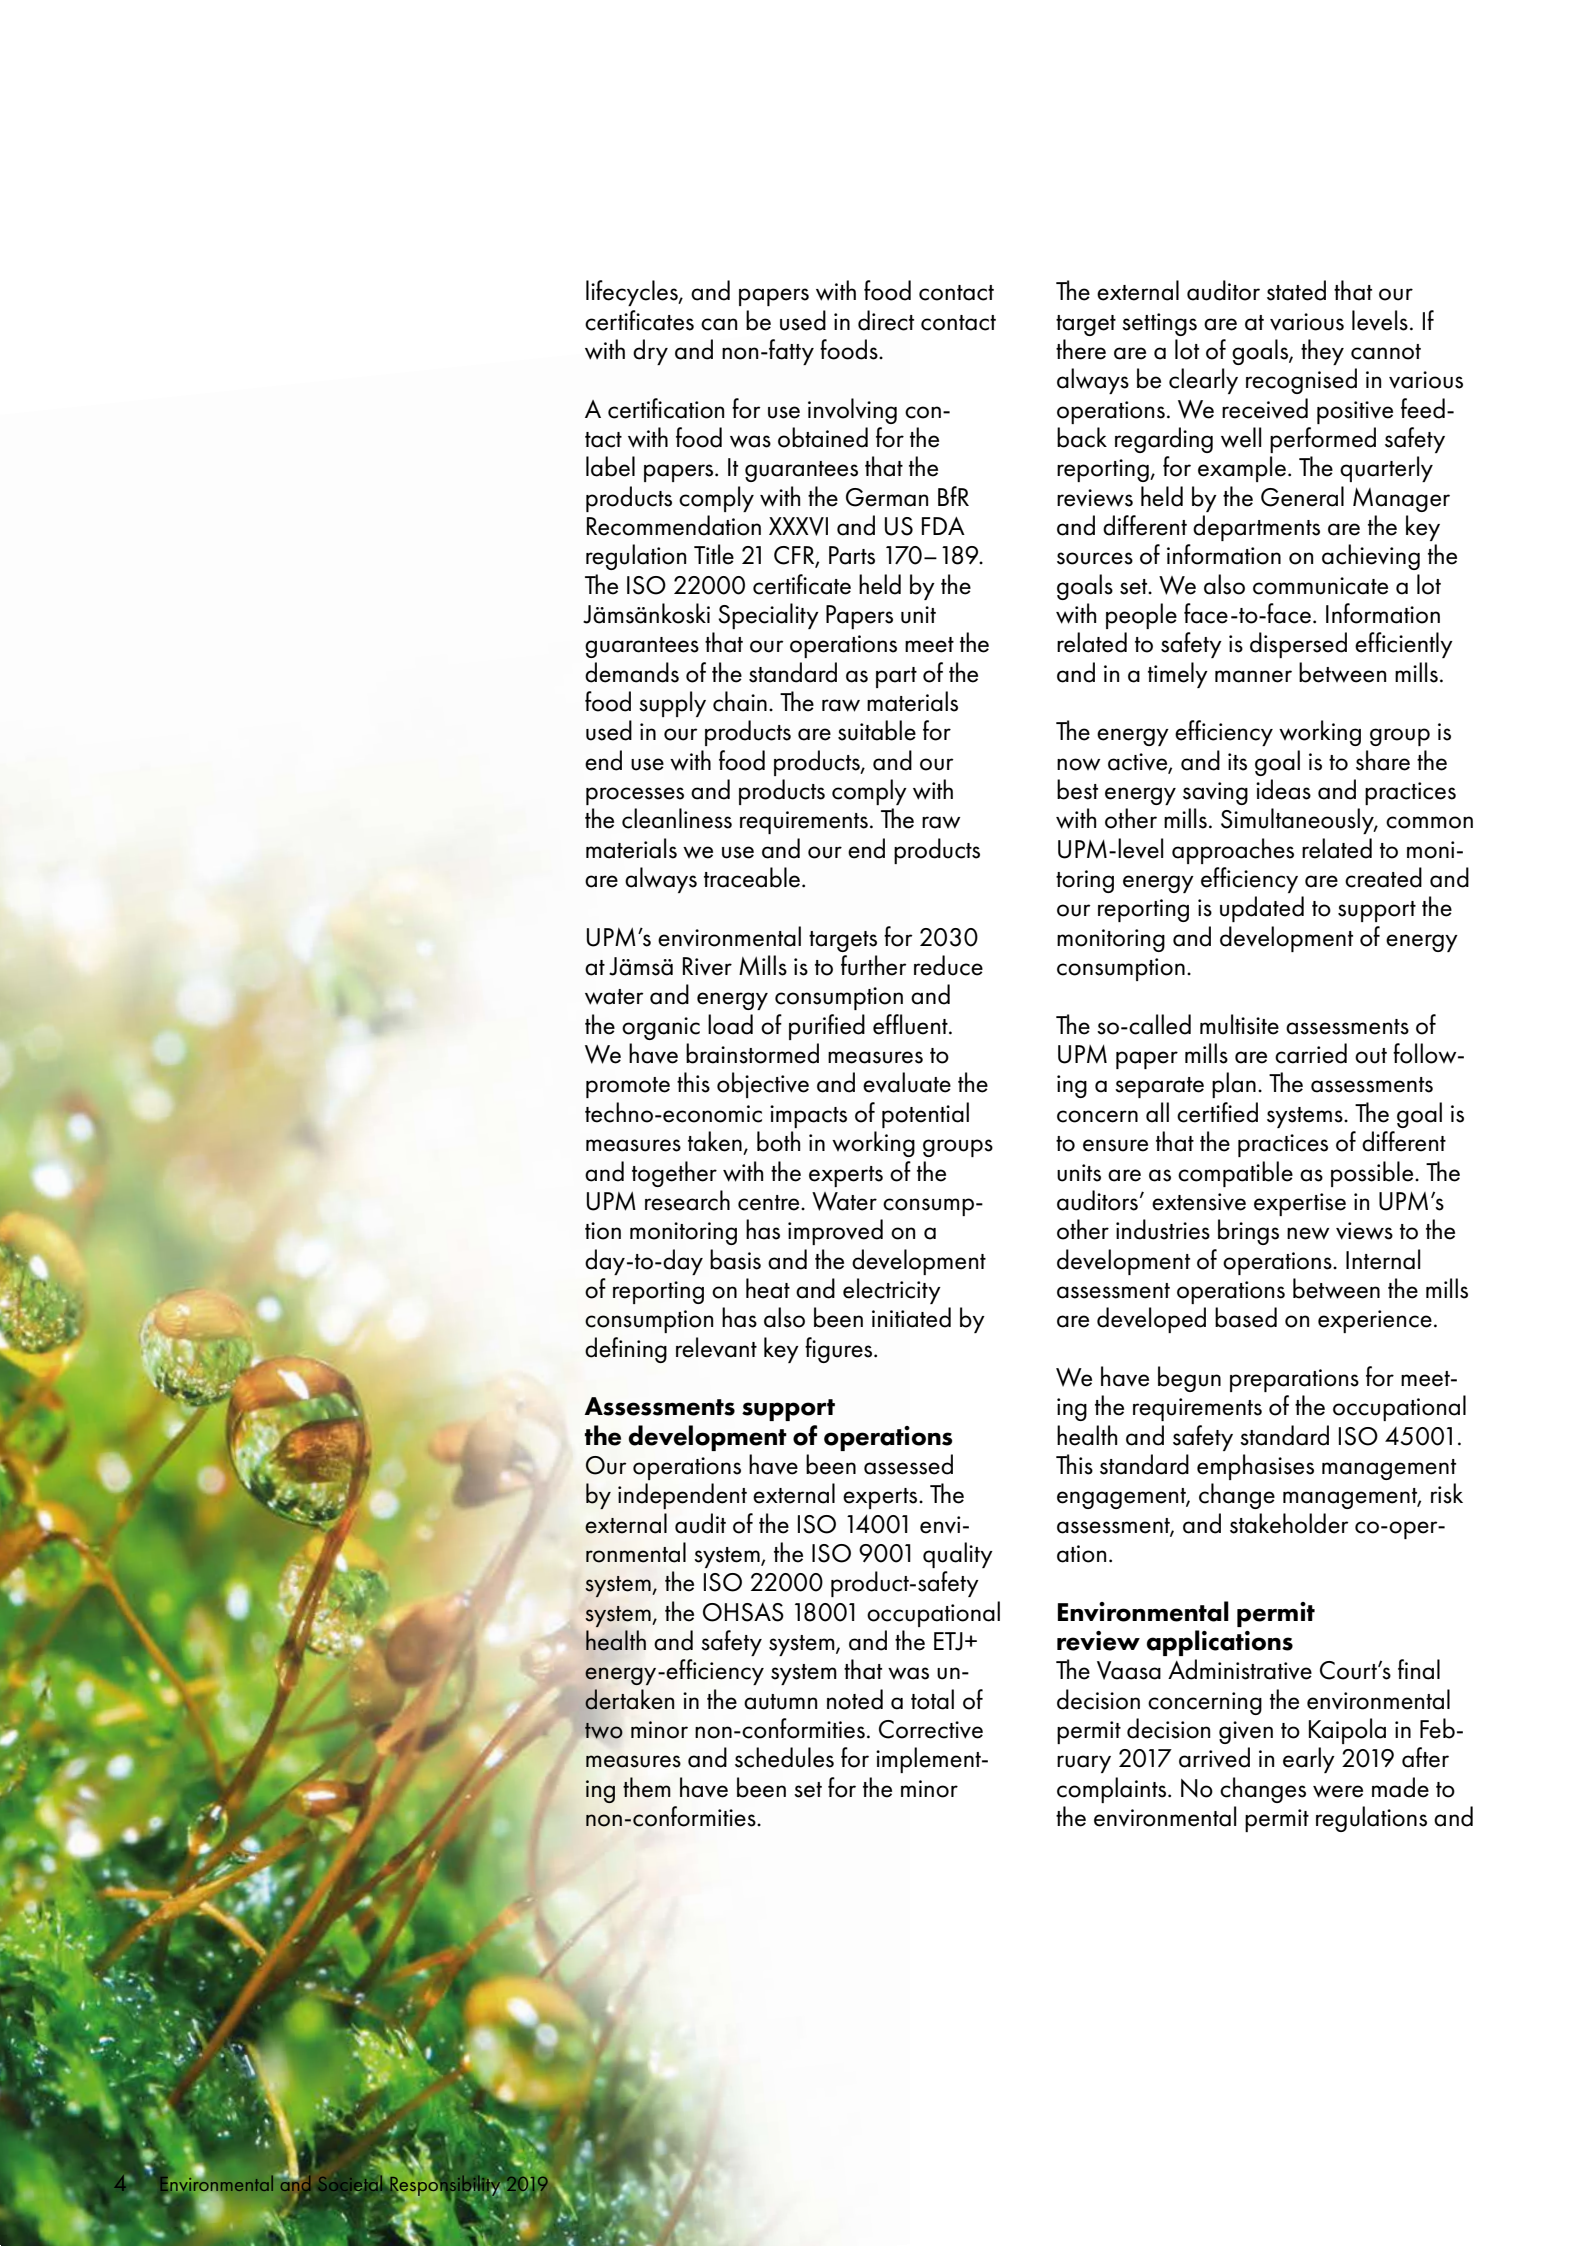 lifecycles, and papers with food contact
certificates can be used in direct contact
with dry and non-fatty foods.
A certification for use involving con-
tact with food was obtained for the
label papers. It guarantees that the
products comply with the German BfR
Recommendation XXXVI and US FDA
regulation Title 21 CFR, Parts 170–189.
The ISO 22000 certificate held by the
Jämsänkoski Speciality Papers unit
guarantees that our operations meet the
demands of the standard as part of the
food supply chain. The raw materials
used in our products are suitable for
end use with food products, and our
processes and products comply with
the cleanliness requirements. The raw
materials we use and our end products
are always traceable.
UPM’s environmental targets for 2030
at Jämsä River Mills is to further reduce
water and energy consumption and
the organic load of purified effluent.
We have brainstormed measures to
promote this objective and evaluate the
techno-economic impacts of potential
measures taken, both in working groups
and together with the experts of the
UPM research centre. Water consump-
tion monitoring has improved on a
day-to-day basis and the development
of reporting on heat and electricity
consumption has also been initiated by
defining relevant key figures.
Assessments support
the development of operations
Our operations have been assessed
by independent external experts. The
external audit of the ISO 14001 envi-
ronmental system, the ISO 9001 quality
system, the ISO 22000 product-safety
system, the OHSAS 18001 occupational
health and safety system, and the ETJ+
energy-efficiency system that was un-
dertaken in the autumn noted a total of
two minor non-conformities. Corrective
measures and schedules for implement-
ing them have been set for the minor
non-conformities.
The external auditor stated that our
target settings are at various levels. If
there are a lot of goals, they cannot
always be clearly recognised in various
operations. We received positive feed-
back regarding well performed safety
reporting, for example. The quarterly
reviews held by the General Manager
and different departments are the key
sources of information on achieving the
goals set. We also communicate a lot
with people face-to-face. Information
related to safety is dispersed efficiently
and in a timely manner between mills.
The energy efficiency working group is
now active, and its goal is to share the
best energy saving ideas and practices
with other mills. Simultaneously, common
UPM-level approaches related to moni-
toring energy efficiency are created and
our reporting is updated to support the
monitoring and development of energy
consumption.
The so-called multisite assessments of
UPM paper mills are carried out follow-
ing a separate plan. The assessments
concern all certified systems. The goal is
to ensure that the practices of different
units are as compatible as possible. The
auditors’ extensive expertise in UPM’s
other industries brings new views to the
development of operations. Internal
assessment operations between the mills
are developed based on experience.
We have begun preparations for meet-
ing the requirements of the occupational
health and safety standard ISO 45001.
This standard emphasises management
engagement, change management, risk
assessment, and stakeholder co-oper-
ation.
Environmental permit
review applications
The Vaasa Administrative Court’s final
decision concerning the environmental
permit decision given to Kaipola in Feb-
ruary 2017 arrived in early 2019 after
complaints. No changes were made to
the environmental permit regulations and
4 Environmental and Societal Responsibility 2019